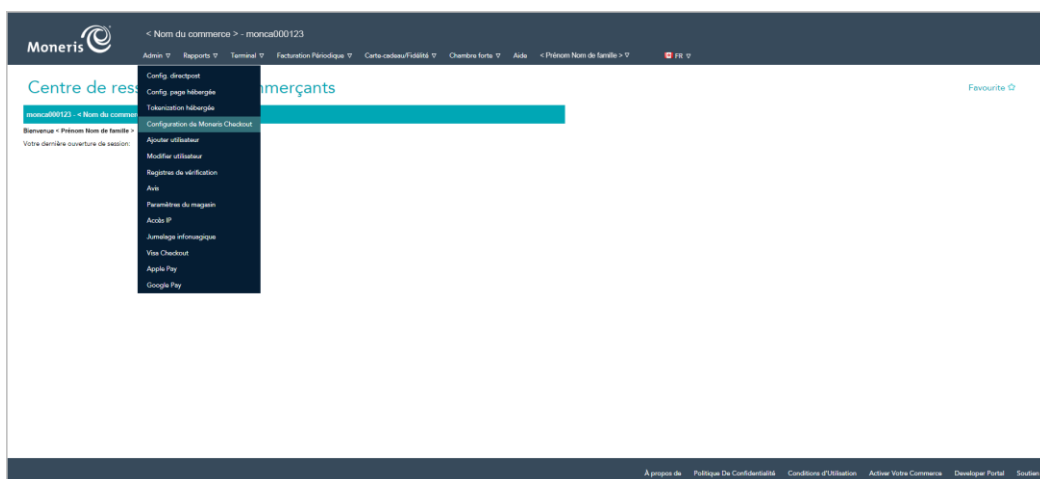 Moneris
< Nom du commerce > - monca000123
Admin Rapports Terminal Facturation Périodique Carte-cadeau/Fidélité Chambre forte Aide < Prénom Nom de famille > FR
Centre de res merçants
Favourite
monca000123 - < Nom du commer
Bienvenue < Prénom Nom de famille >
Votre dernière ouverture de session:
Config. directpost
Config. page hébergée
Tokenization hébergée
Configuration de Moneris Checkout
Ajouter utilisateur
Modifier utilisateur
Registres de vérification
Avis
Paramètres du magasin
Accès IP
Jumelage infonuagique
Visa Checkout
Apple Pay
Google Pay
À propos de Politique De Confidentialité Conditions d'Utilisation Activer Votre Commerce Developer Portal Soutien